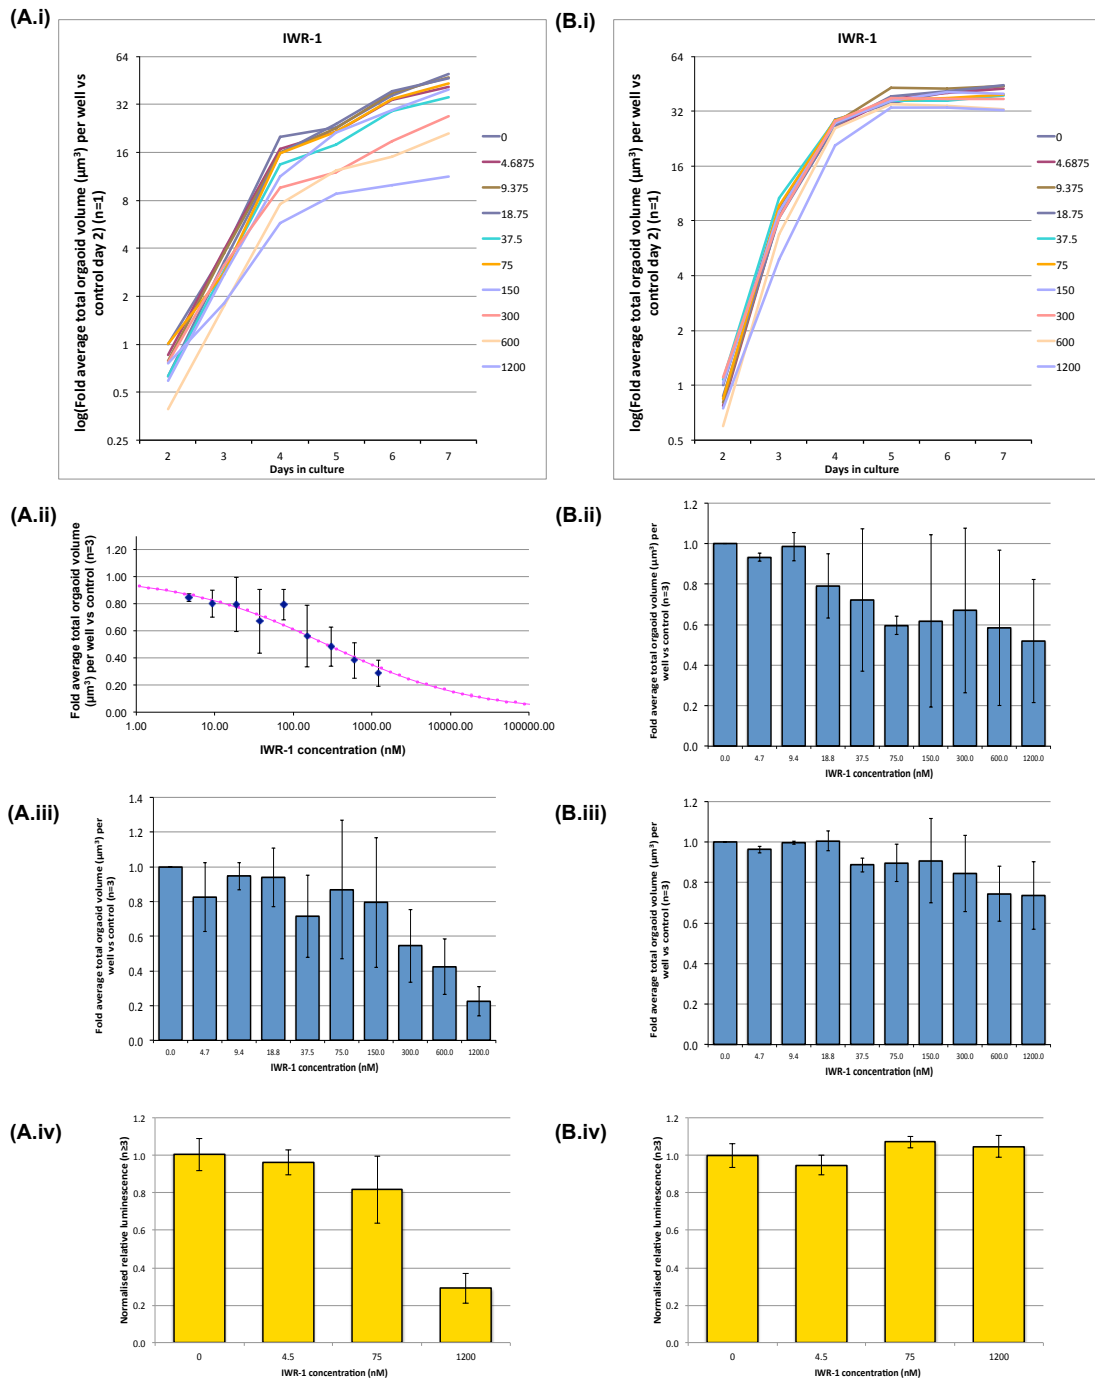 (A.i)
IWR-1
log(Fold average total orgaoid volume (µm³) per well vs
control day 2) (n=1)
64
32
16
8
4
2
1
0.5
0.25
2 3 4 5 6 7
Days in culture
0
4.6875
9.375
18.75
37.5
75
150
300
600
1200
(B.i)
IWR-1
log(Fold average total orgaoid volume (µm³) per well vs
control day 2) (n=1)
64
32
16
8
4
2
1
0.5
2 3 4 5 6 7
Days in culture
0
4.6875
9.375
18.75
37.5
75
150
300
600
1200
(A.ii)
Fold average total orgaoid volume
(µm³) per well vs control (n=3)
1.20
1.00
0.80
0.60
0.40
0.20
0.00
1.00 10.00 100.00 1000.00 10000.00 100000.00
IWR-1 concentration (nM)
(B.ii)
Fold average total orgaoid volume (µm³) per
well vs control (n=3)
1.2
1.0
0.8
0.6
0.4
0.2
0.0
0.0 4.7 9.4 18.8 37.5 75.0 150.0 300.0 600.0 1200.0
IWR-1 concentration (nM)
(A.iii)
Fold average total orgaoid volume (µm³) per
well vs control (n=3)
1.4
1.2
1.0
0.8
0.6
0.4
0.2
0.0
0.0 4.7 9.4 18.8 37.5 75.0 150.0 300.0 600.0 1200.0
IWR-1 concentration (nM)
(B.iii)
Fold average total orgaoid volume (µm³) per
well vs control (n=3)
1.2
1.0
0.8
0.6
0.4
0.2
0.0
0.0 4.7 9.4 18.8 37.5 75.0 150.0 300.0 600.0 1200.0
IWR-1 concentration (nM)
(A.iv)
Normalised relative luminescence (n≥3)
1.2
1.0
0.8
0.6
0.4
0.2
0.0
0 4.5 75 1200
IWR-1 concentration (nM)
(B.iv)
Normalised relative luminescence (n≥3)
1.2
1.0
0.8
0.6
0.4
0.2
0.0
0 4.5 75 1200
IWR-1 concentration (nM)